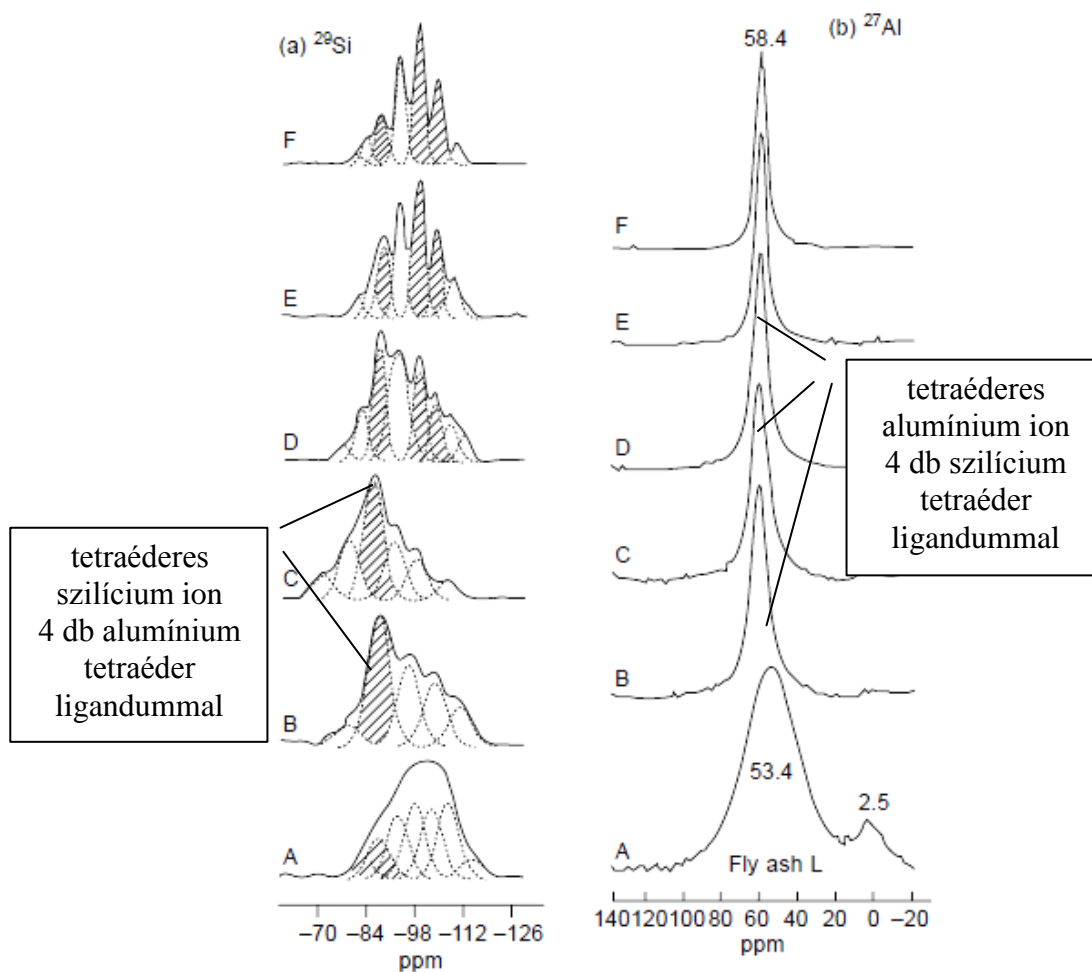 (a) ²⁹Si
F
E
D
C
B
A
−70 −84 −98 −112 −126
ppm
tetraéderes
szilícium ion
4 db alumínium
tetraéder
ligandummal
(b) ²⁷Al
58.4
F
E
D
C
B
A
53.4
2.5
Fly ash L
140 120 100 80 60 40 20 0 −20
ppm
tetraéderes
alumínium ion
4 db szilícium
tetraéder
ligandummal